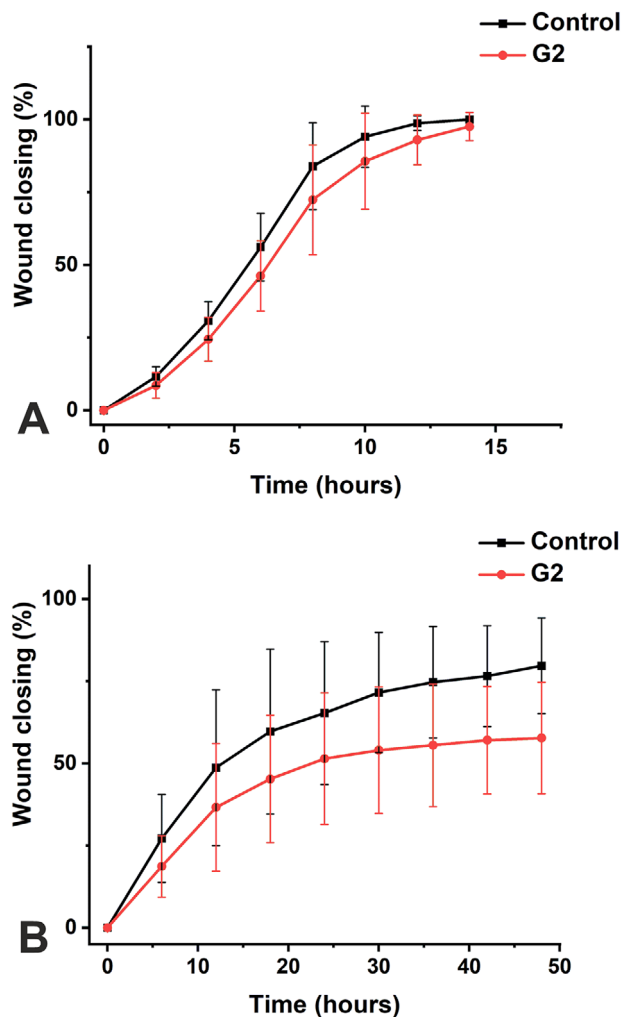 Control
G2
Wound closing (%)
100
50
0
A
0 5 10 15
Time (hours)
Control
G2
Wound closing (%)
100
50
0
B
0 10 20 30 40 50
Time (hours)